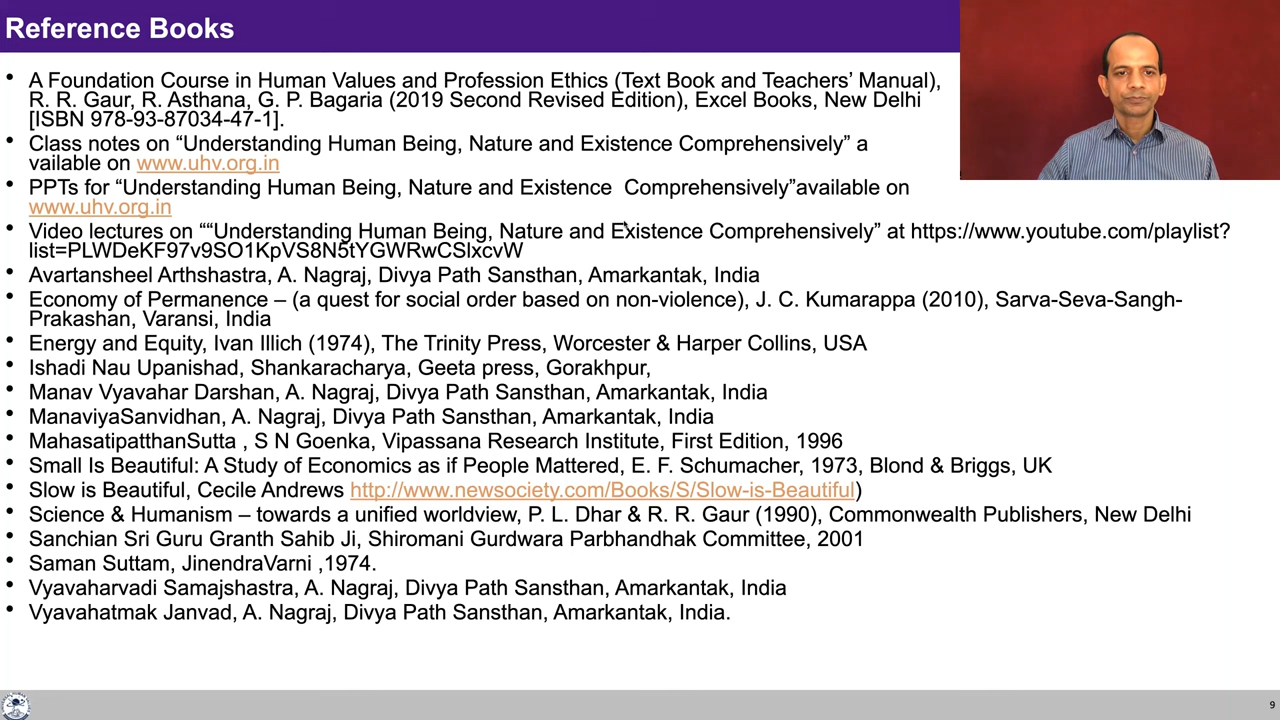 Reference Books
• A Foundation Course in Human Values and Profession Ethics (Text Book and Teachers’ Manual),
R. R. Gaur, R. Asthana, G. P. Bagaria (2019 Second Revised Edition), Excel Books, New Delhi
[ISBN 978-93-87034-47-1].
• Class notes on “Understanding Human Being, Nature and Existence Comprehensively” a
vailable on www.uhv.org.in
• PPTs for “Understanding Human Being, Nature and Existence  Comprehensively”available on
www.uhv.org.in
• Video lectures on ““Understanding Human Being, Nature and Existence Comprehensively” at https://www.youtube.com/playlist?
list=PLWDeKF97v9SO1KpVS8N5tYGWRwCSlxcvW
• Avartansheel Arthshastra, A. Nagraj, Divya Path Sansthan, Amarkantak, India
• Economy of Permanence – (a quest for social order based on non-violence), J. C. Kumarappa (2010), Sarva-Seva-Sangh-
Prakashan, Varansi, India
• Energy and Equity, Ivan Illich (1974), The Trinity Press, Worcester & Harper Collins, USA
• Ishadi Nau Upanishad, Shankaracharya, Geeta press, Gorakhpur,
• Manav Vyavahar Darshan, A. Nagraj, Divya Path Sansthan, Amarkantak, India
• ManaviyaSanvidhan, A. Nagraj, Divya Path Sansthan, Amarkantak, India
• MahasatipatthanSutta , S N Goenka, Vipassana Research Institute, First Edition, 1996
• Small Is Beautiful: A Study of Economics as if People Mattered, E. F. Schumacher, 1973, Blond & Briggs, UK
• Slow is Beautiful, Cecile Andrews http://www.newsociety.com/Books/S/Slow-is-Beautiful)
• Science & Humanism – towards a unified worldview, P. L. Dhar & R. R. Gaur (1990), Commonwealth Publishers, New Delhi
• Sanchian Sri Guru Granth Sahib Ji, Shiromani Gurdwara Parbhandhak Committee, 2001
• Saman Suttam, JinendraVarni ,1974.
• Vyavaharvadi Samajshastra, A. Nagraj, Divya Path Sansthan, Amarkantak, India
• Vyavahatmak Janvad, A. Nagraj, Divya Path Sansthan, Amarkantak, India.
9